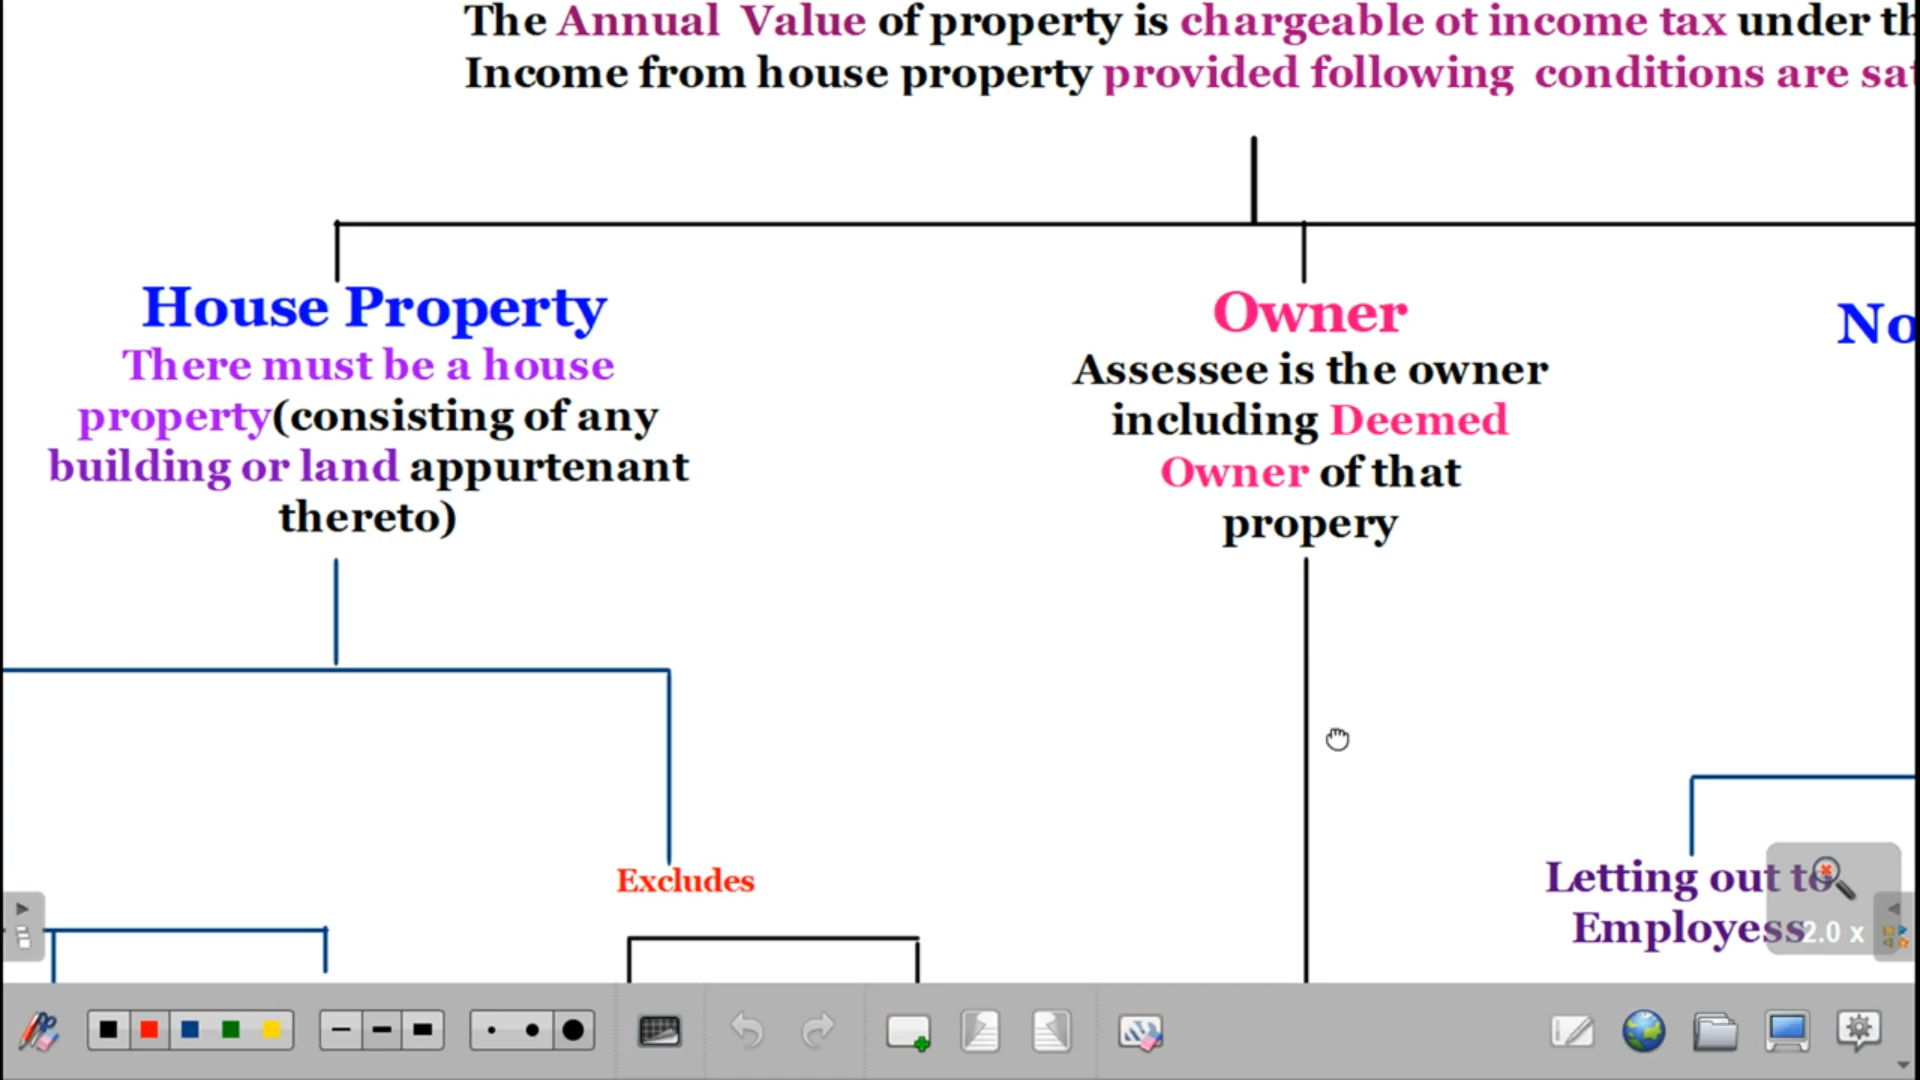 The Annual Value of property is chargeable ot income tax under th
Income from house property provided following conditions are sat
House Property
There must be a house
property(consisting of any
building or land appurtenant
thereto)
Owner
Assessee is the owner
including Deemed
Owner of that
propery
No
Excludes
Letting out to
Employess
2.0 x